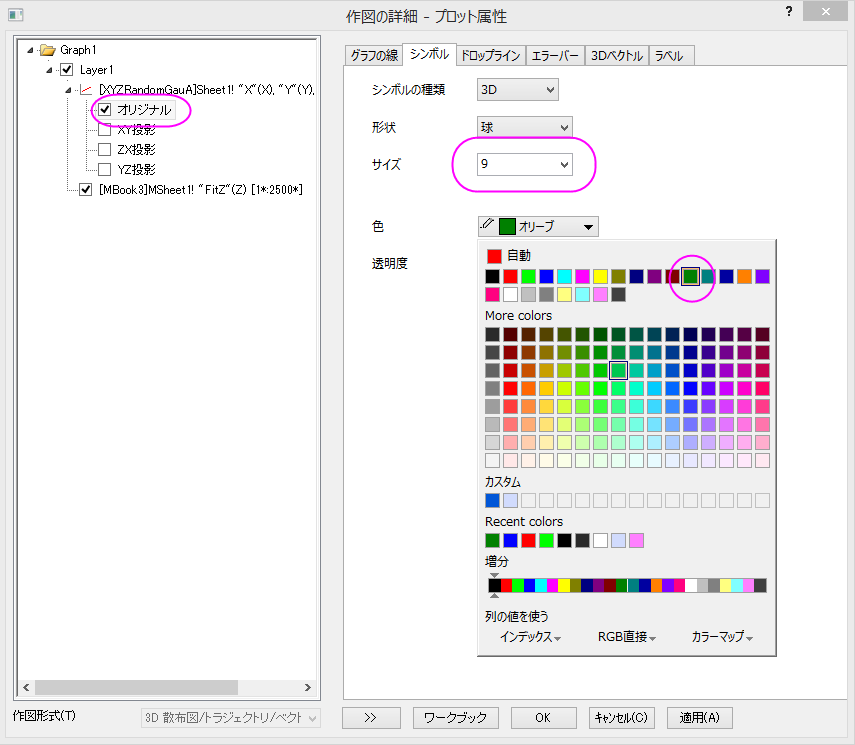 作図の詳細 - プロット属性
?
Graph1
Layer1
[XYZRandomGauA]Sheet1! "X"(X), "Y"(Y),
オリジナル
XY投影
ZX投影
YZ投影
[MBook3]MSheet1! "FitZ"(Z) [1*:2500*]
グラフの線 シンボル ドロップライン エラーバー 3Dベクトル ラベル
シンボルの種類 3D
形状 球
サイズ 9
色 オリーブ
透明度
自動
More colors
カスタム
Recent colors
増分
列の値を使う
インデックス RGB直接 カラーマップ
作図形式(T) 3D 散布図/トラジェクトリ/ベクト
>> ワークブック OK キャンセル(C) 適用(A)